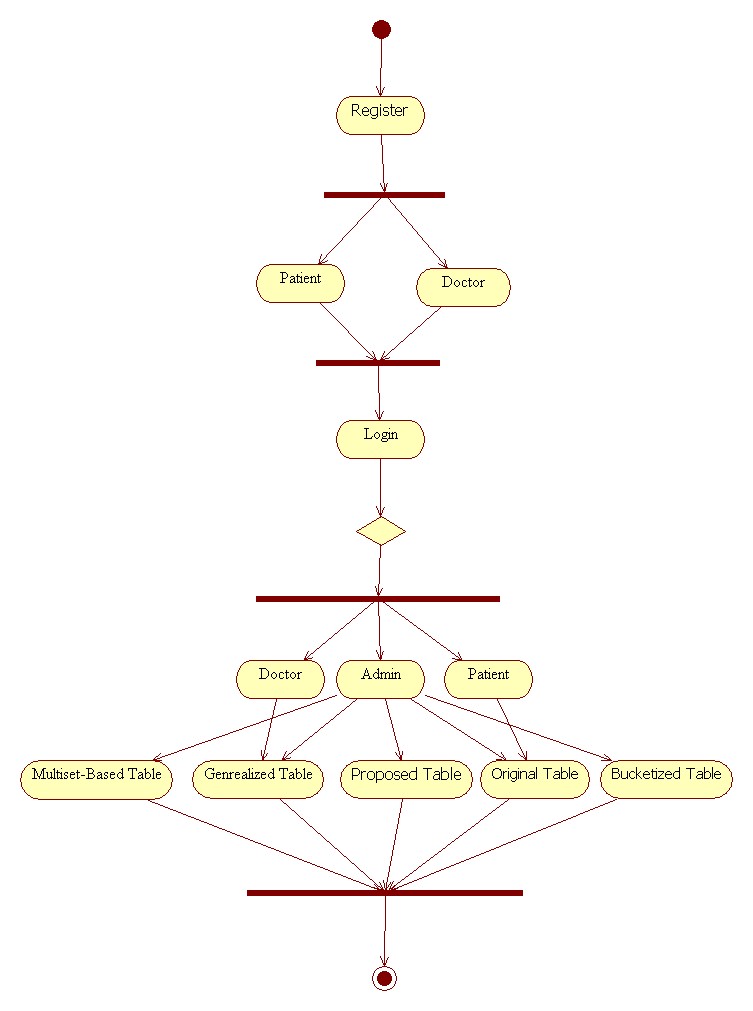 Register
Patient
Doctor
Login
Doctor
Admin
Patient
Multiset-Based Table
Genrealized Table
Proposed Table
Original Table
Bucketized Table